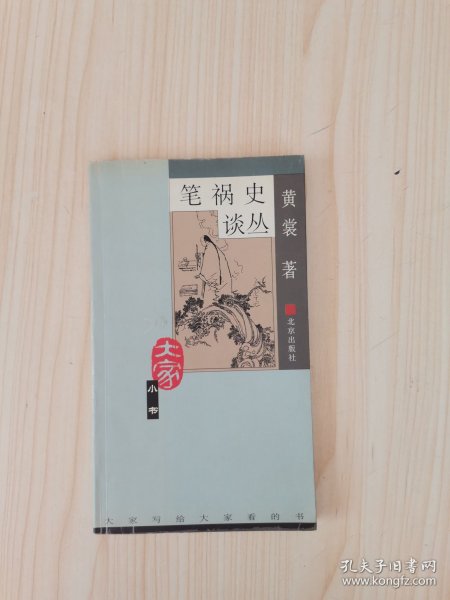 笔祸史
谈丛
黄裳著
北京出版社
大家
小书
大家写给大家看的书
孔夫子旧书网
www.kongfz.com